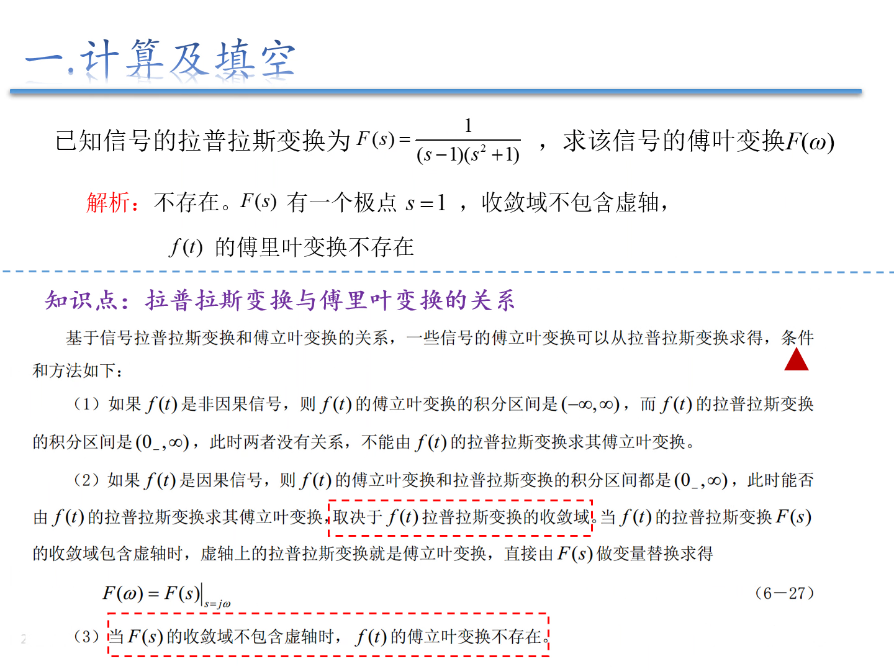 一.计算及填空
已知信号的拉普拉斯变换为 F(s) = 1/((s−1)(s²+1)) ，求该信号的傅叶变换F(ω)
解析：不存在。F(s) 有一个极点 s=1 ，收敛域不包含虚轴，
f(t) 的傅里叶变换不存在
知识点：拉普拉斯变换与傅里叶变换的关系
基于信号拉普拉斯变换和傅立叶变换的关系，一些信号的傅立叶变换可以从拉普拉斯变换求得，条件
和方法如下：
（1）如果 f(t) 是非因果信号，则 f(t) 的傅立叶变换的积分区间是 (−∞,∞)，而 f(t) 的拉普拉斯变换
的积分区间是 (0₋,∞)，此时两者没有关系，不能由 f(t) 的拉普拉斯变换求其傅立叶变换。
（2）如果 f(t) 是因果信号，则 f(t) 的傅立叶变换和拉普拉斯变换的积分区间都是 (0₋,∞)，此时能否
由 f(t) 的拉普拉斯变换求其傅立叶变换，取决于 f(t) 拉普拉斯变换的收敛域。当 f(t) 的拉普拉斯变换 F(s)
的收敛域包含虚轴时，虚轴上的拉普拉斯变换就是傅立叶变换，直接由 F(s) 做变量替换求得
F(ω) = F(s)|s=jω （6－27）
（3）当 F(s) 的收敛域不包含虚轴时， f(t) 的傅立叶变换不存在。